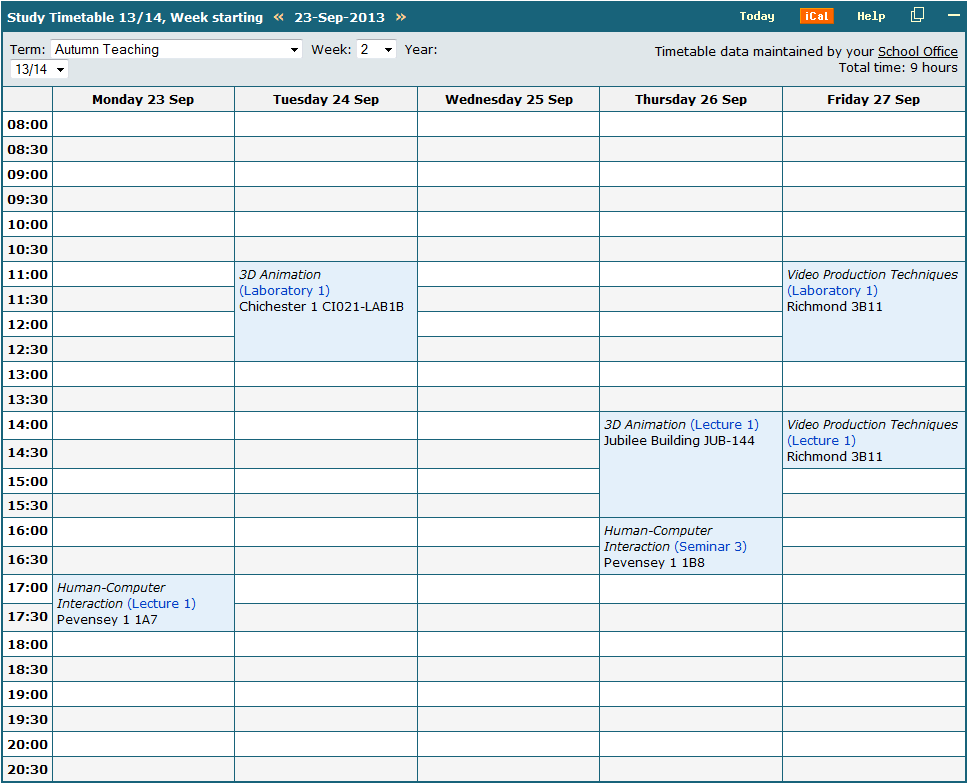 Study Timetable 13/14, Week starting « 23-Sep-2013 » Today iCal Help
Term: Autumn Teaching Week: 2 Year:
13/14
Timetable data maintained by your School Office
Total time: 9 hours
Monday 23 Sep Tuesday 24 Sep Wednesday 25 Sep Thursday 26 Sep Friday 27 Sep
08:00
08:30
09:00
09:30
10:00
10:30
11:00
11:30
12:00
12:30
13:00
13:30
14:00
14:30
15:00
15:30
16:00
16:30
17:00
17:30
18:00
18:30
19:00
19:30
20:00
20:30
Human-Computer
Interaction (Lecture 1)
Pevensey 1 1A7
3D Animation
(Laboratory 1)
Chichester 1 CI021-LAB1B
3D Animation (Lecture 1)
Jubilee Building JUB-144
Human-Computer
Interaction (Seminar 3)
Pevensey 1 1B8
Video Production Techniques
(Laboratory 1)
Richmond 3B11
Video Production Techniques
(Lecture 1)
Richmond 3B11